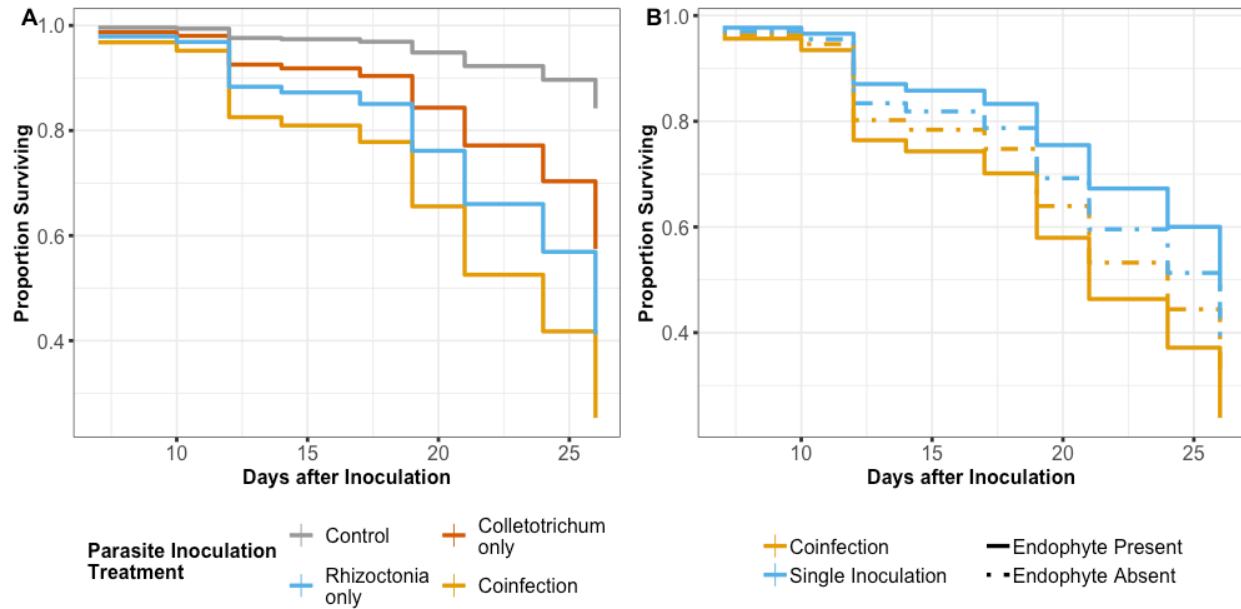 A
1.0
0.8
0.6
0.4
Proportion Surviving
10
15
20
25
Days after Inoculation
B
1.0
0.8
0.6
0.4
Proportion Surviving
10
15
20
25
Days after Inoculation
Parasite Inoculation
Treatment
Control
Rhizoctonia
only
Colletotrichum
only
Coinfection
Coinfection
Single Inoculation
Endophyte Present
Endophyte Absent